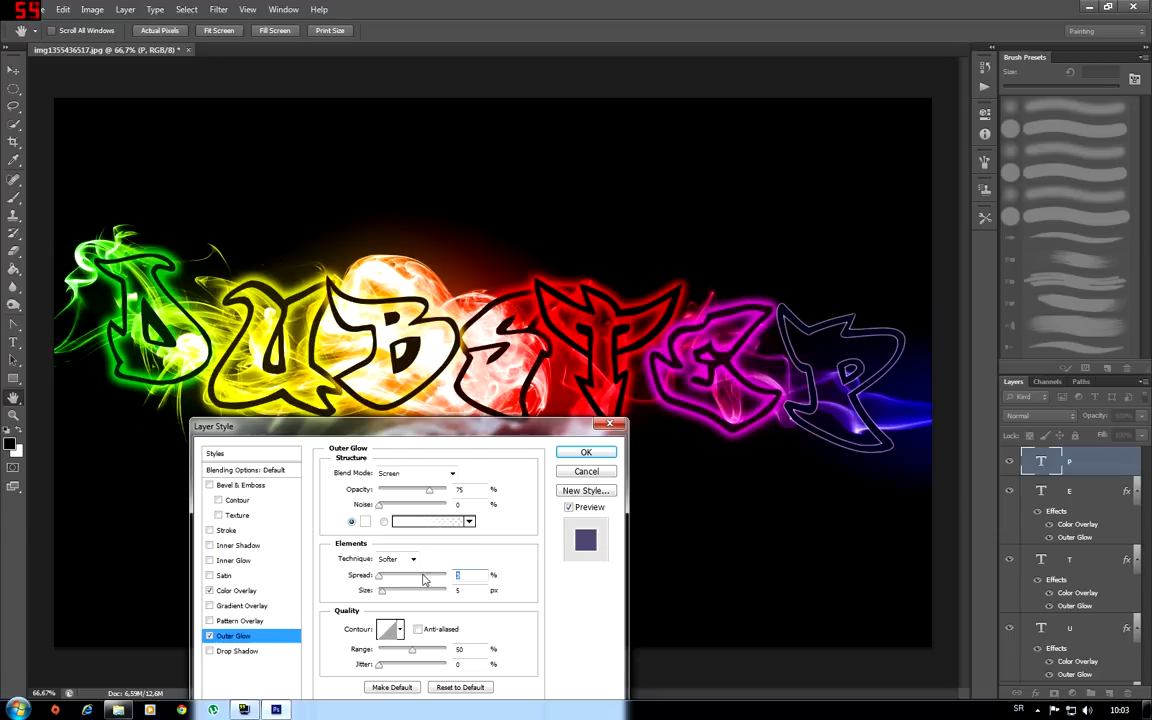 59
File Edit Image Layer Type Select Filter View Window Help
Scroll All Windows Actual Pixels Fit Screen Fill Screen Print Size Painting
img1355436517.jpg @ 66,7% (P, RGB/8) * ×
Brush Presets
Size:
DUBSTEP
Layer Style
Styles
Blending Options: Default
Bevel & Emboss
Contour
Texture
Stroke
Inner Shadow
Inner Glow
Satin
Color Overlay
Gradient Overlay
Pattern Overlay
Outer Glow
Drop Shadow
Outer Glow
Structure
Blend Mode: Screen
Opacity: 75 %
Noise: 0 %
Elements
Technique: Softer
Spread: %
Size: 5 px
Quality
Contour: Anti-aliased
Range: 50 %
Jitter: 0 %
Make Default Reset to Default
OK
Cancel
New Style...
Preview
Layers Channels Paths
Kind
Normal Opacity:
Lock: Fill:
T P
T E fx
Effects
Color Overlay
Outer Glow
T T fx
Effects
Color Overlay
Outer Glow
T U fx
Effects
Color Overlay
Outer Glow
66,67% Doc: 6,59M/12,6M
SR 10:03